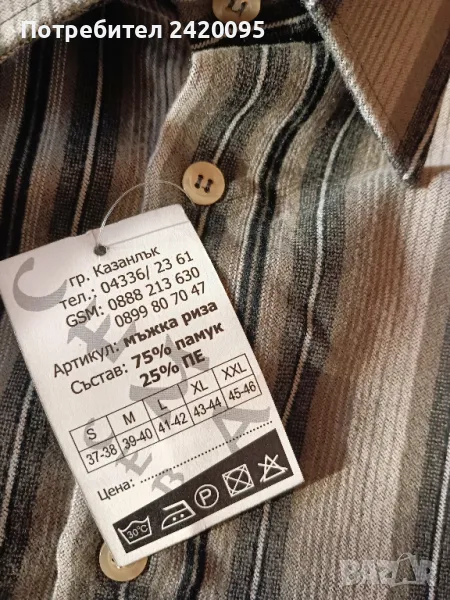 Потребител 2420095
гр. Казанлък
тел.: 04336/ 23 61
GSM: 0888 213 630
0899 80 70 47
Артикул: мъжка риза
Състав: 75% памук
25% ПЕ
S M L XL XXL
37-38 39-40 41-42 43-44 45-46
Цена:
30°C
P
BAZAR